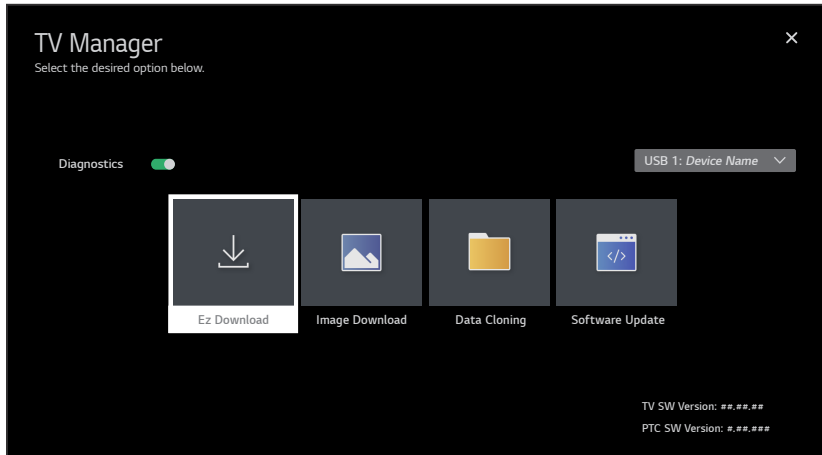 TV Manager
Select the desired option below.
Diagnostics
USB 1: Device Name
</>
Ez Download
Image Download
Data Cloning
Software Update
TV SW Version: ##.##.##
PTC SW Version: #.##.###